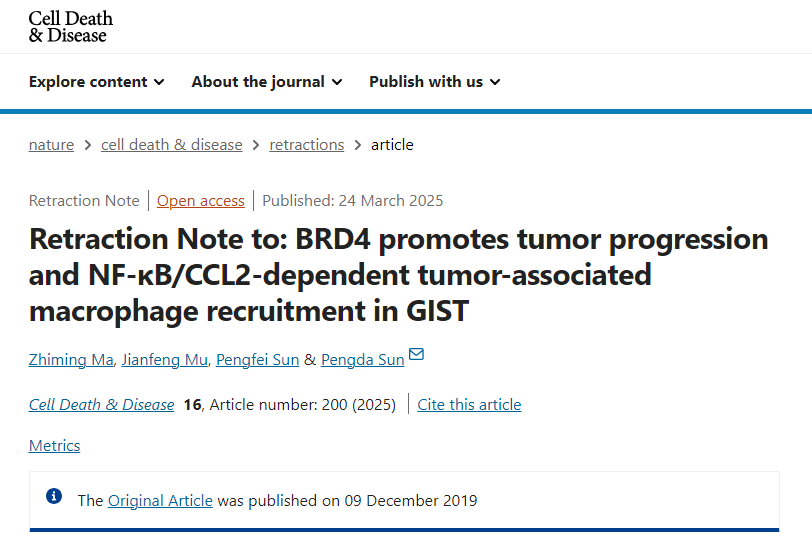 Cell Death
& Disease
Explore content About the journal Publish with us
nature > cell death & disease > retractions > article
Retraction Note | Open access | Published: 24 March 2025
Retraction Note to: BRD4 promotes tumor progression
and NF-κB/CCL2-dependent tumor-associated
macrophage recruitment in GIST
Zhiming Ma, Jianfeng Mu, Pengfei Sun & Pengda Sun
Cell Death & Disease 16, Article number: 200 (2025) | Cite this article
Metrics
The Original Article was published on 09 December 2019